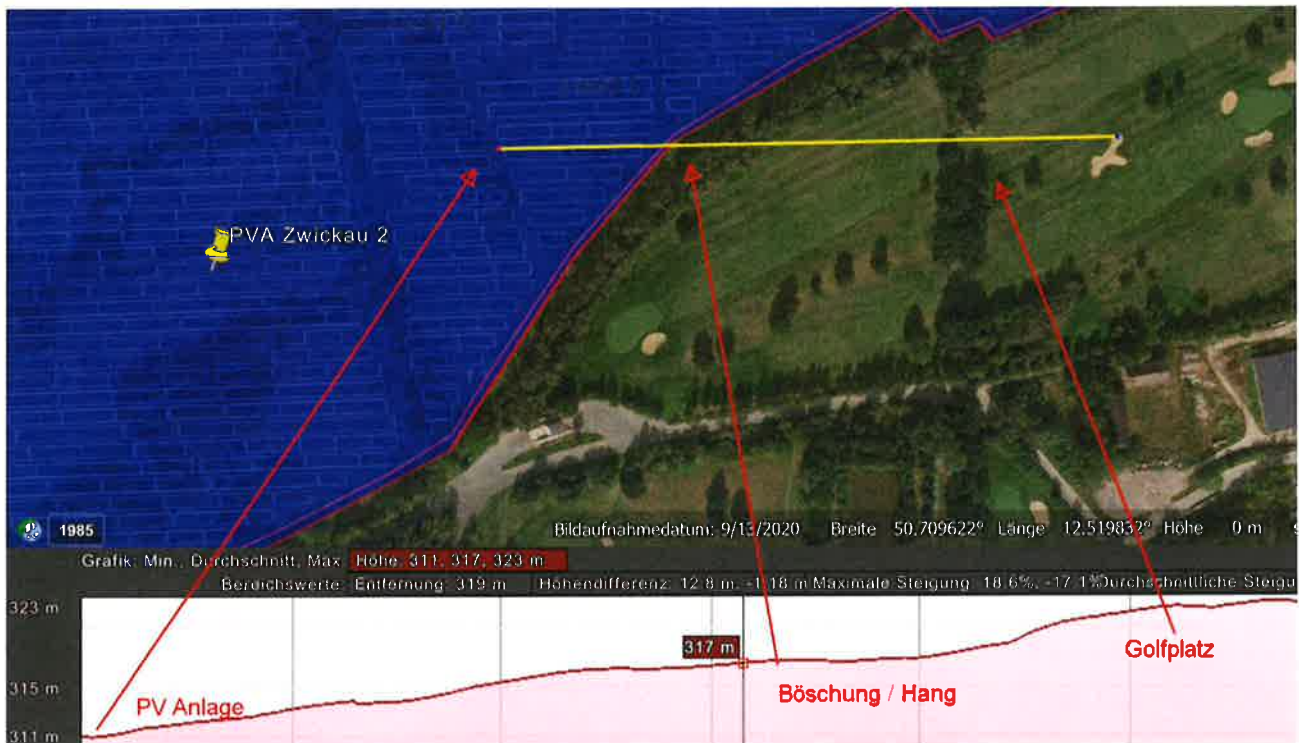 PVA Zwickau 2
1985
Bildaufnahmedatum: 9/13/2020 Breite 50.709622° Länge 12.519832° Höhe 0 m
Grafik: Min., Durchschnitt, Max Höhe: 311, 317, 323 m
Bereichswerte: Entfernung: 319 m Höhendifferenz: 12.8 m, -1.18 m Maximale Steigung: 18.6%, -17.1% Durchschnittliche Steigu
323 m
317 m
Golfplatz
315 m
Böschung / Hang
PV Anlage
311 m